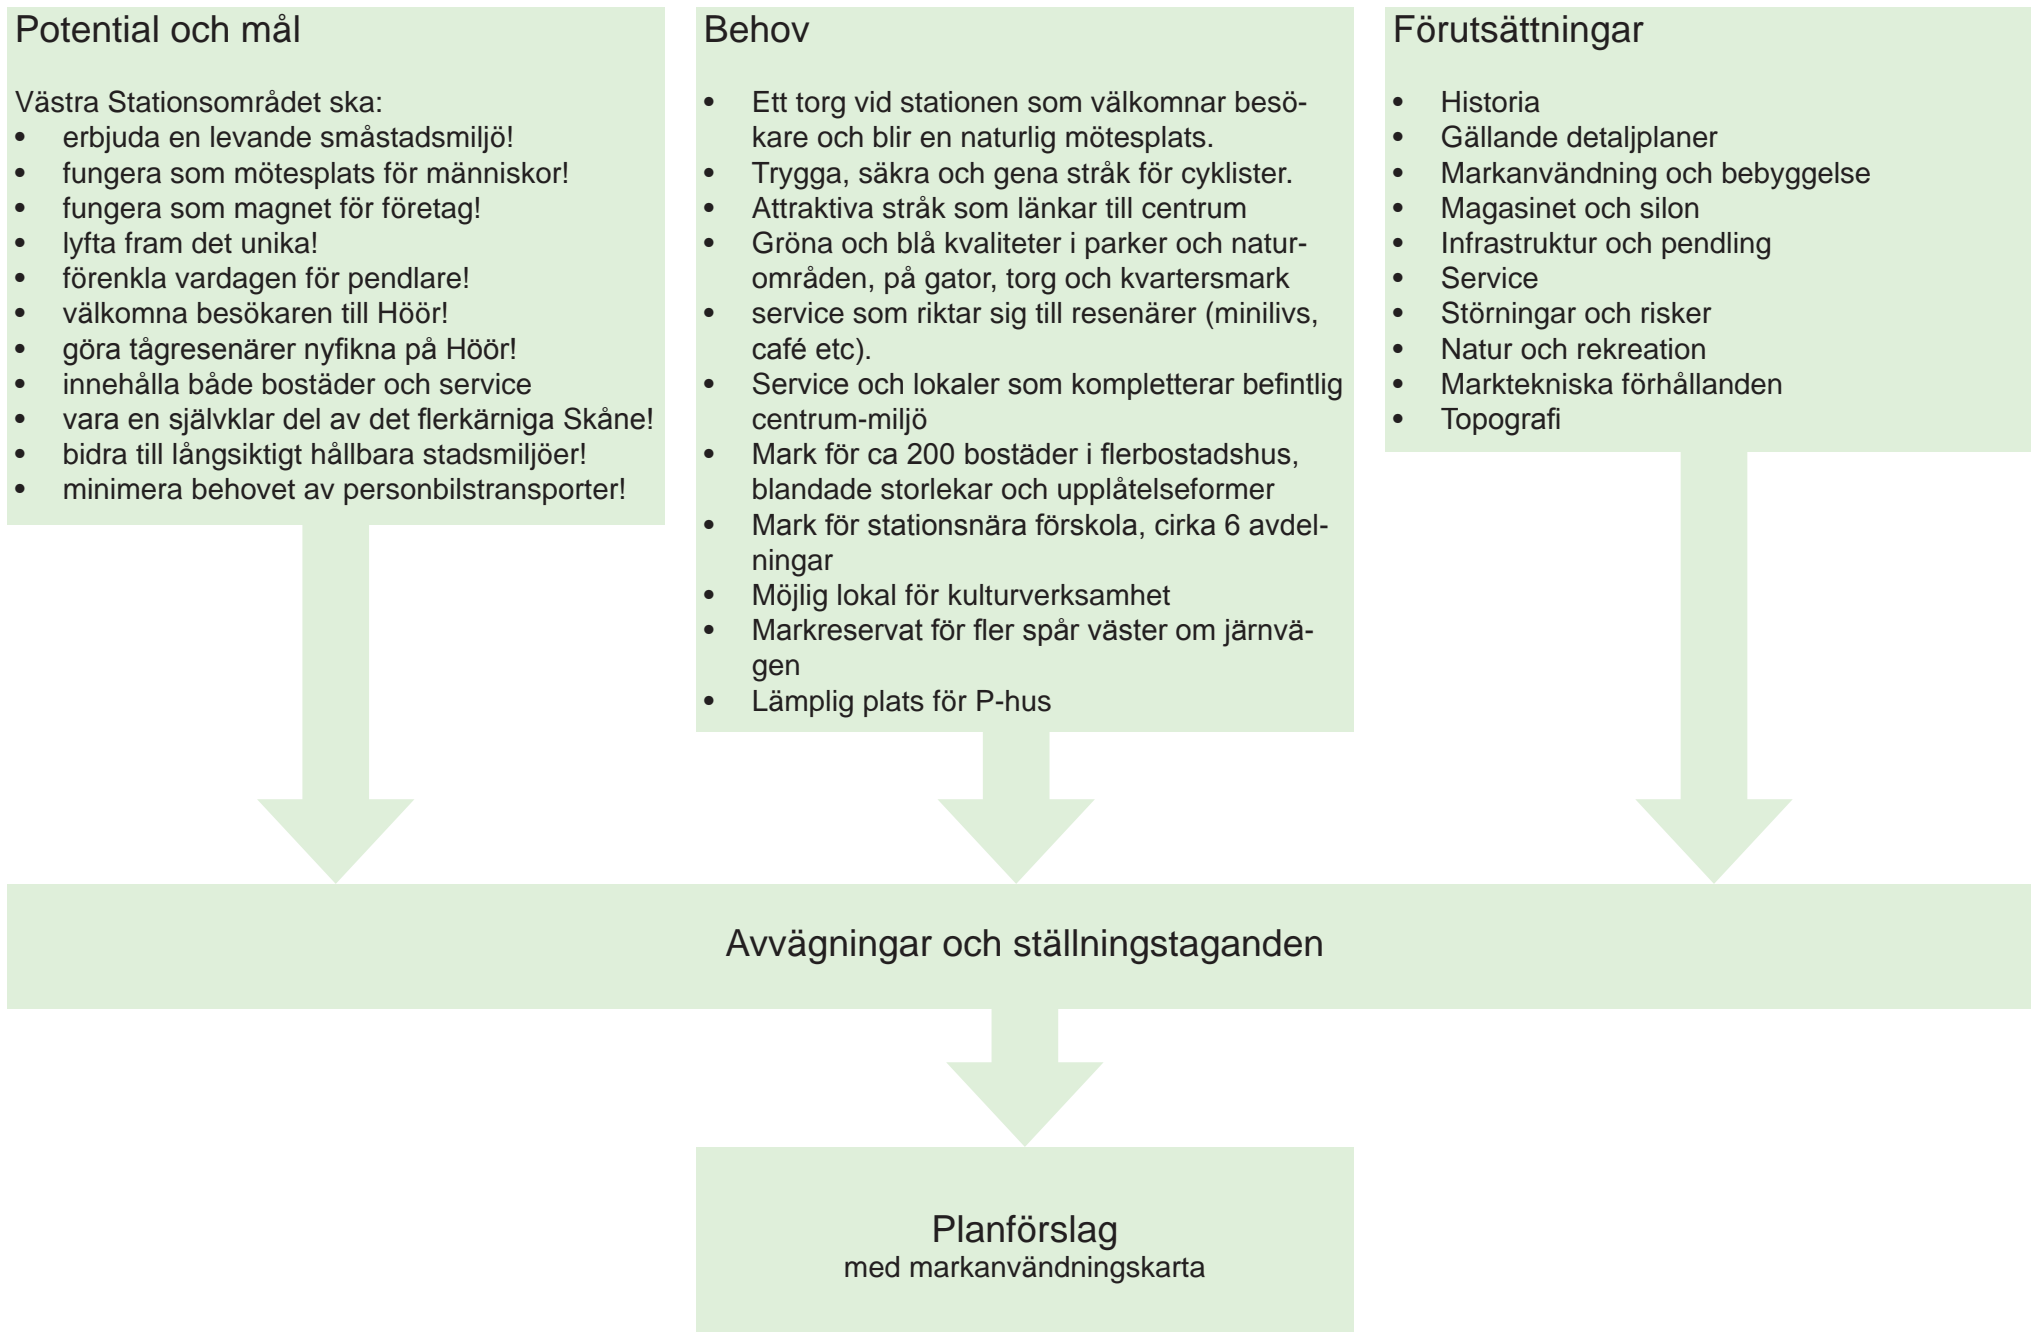 Potential och mål
Västra Stationsområdet ska:
• erbjuda en levande småstadsmiljö!
• fungera som mötesplats för människor!
• fungera som magnet för företag!
• lyfta fram det unika!
• förenkla vardagen för pendlare!
• välkomna besökaren till Höör!
• göra tågresenärer nyfikna på Höör!
• innehålla både bostäder och service
• vara en självklar del av det flerkärniga Skåne!
• bidra till långsiktigt hållbara stadsmiljöer!
• minimera behovet av personbilstransporter!
Behov
• Ett torg vid stationen som välkomnar besö-
kare och blir en naturlig mötesplats.
• Trygga, säkra och gena stråk för cyklister.
• Attraktiva stråk som länkar till centrum
• Gröna och blå kvaliteter i parker och natur-
områden, på gator, torg och kvartersmark
• service som riktar sig till resenärer (minilivs,
café etc).
• Service och lokaler som kompletterar befintlig
centrum-miljö
• Mark för ca 200 bostäder i flerbostadshus,
blandade storlekar och upplåtelseformer
• Mark för stationsnära förskola, cirka 6 avdel-
ningar
• Möjlig lokal för kulturverksamhet
• Markreservat för fler spår väster om järnvä-
gen
• Lämplig plats för P-hus
Förutsättningar
• Historia
• Gällande detaljplaner
• Markanvändning och bebyggelse
• Magasinet och silon
• Infrastruktur och pendling
• Service
• Störningar och risker
• Natur och rekreation
• Marktekniska förhållanden
• Topografi
Avvägningar och ställningstaganden
Planförslag
med markanvändningskarta